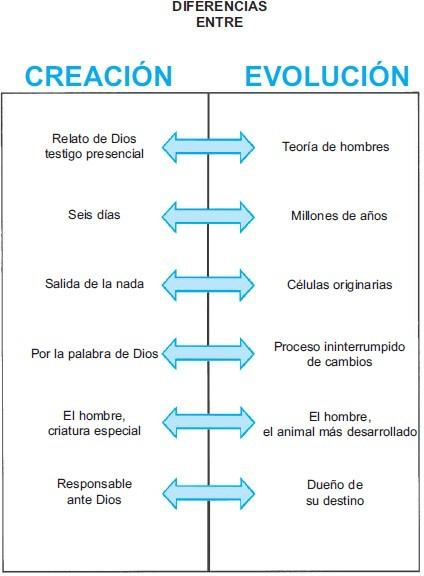 DIFERENCIAS
ENTRE
CREACIÓN
EVOLUCIÓN
Relato de Dios
testigo presencial
Teoría de hombres
Seis días
Millones de años
Salida de la nada
Células originarias
Por la palabra de Dios
Proceso ininterrumpido
de cambios
El hombre,
criatura especial
El hombre,
el animal más desarrollado
Responsable
ante Dios
Dueño de
su destino